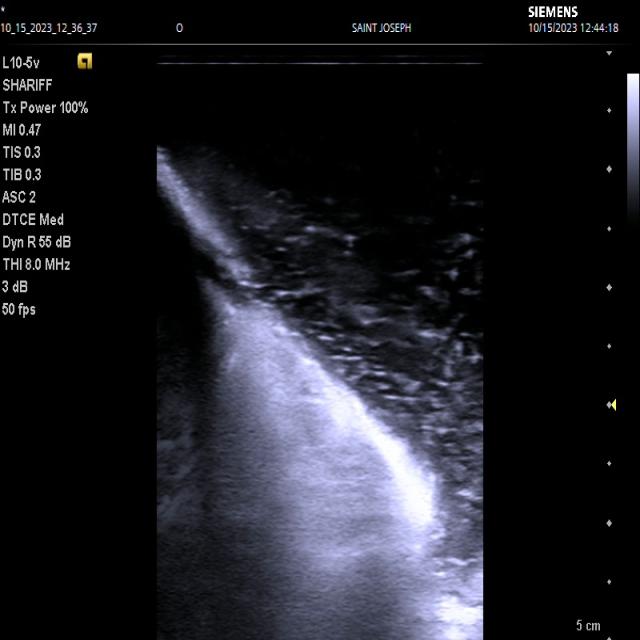 *
SIEMENS
10_15_2023_12_36_37 O SAINT JOSEPH 10/15/2023 12:44:18
L10-5v
SHARIFF
Tx Power 100%
MI 0.47
TIS 0.3
TIB 0.3
ASC 2
DTCE Med
Dyn R 55 dB
THI 8.0 MHz
3 dB
50 fps
5 cm